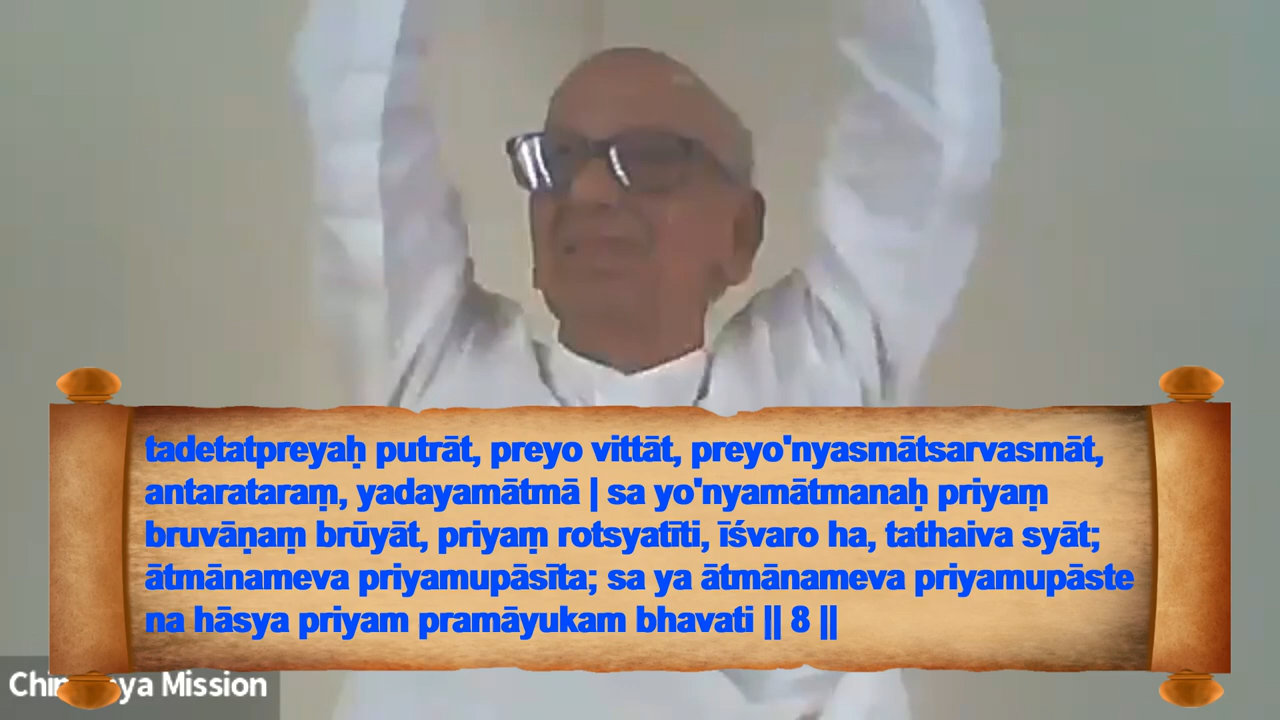 tadetatpreyaḥ putrāt, preyo vittāt, preyo'nyasmātsarvasmāt,
antarataraṃ, yadayamātmā | sa yo'nyamātmanaḥ priyaṃ
bruvāṇaṃ brūyāt, priyaṃ rotsyatīti, īśvaro ha, tathaiva syāt;
ātmānameva priyamupāsīta; sa ya ātmānameva priyamupāste
na hāsya priyam pramāyukam bhavati || 8 ||
Mission